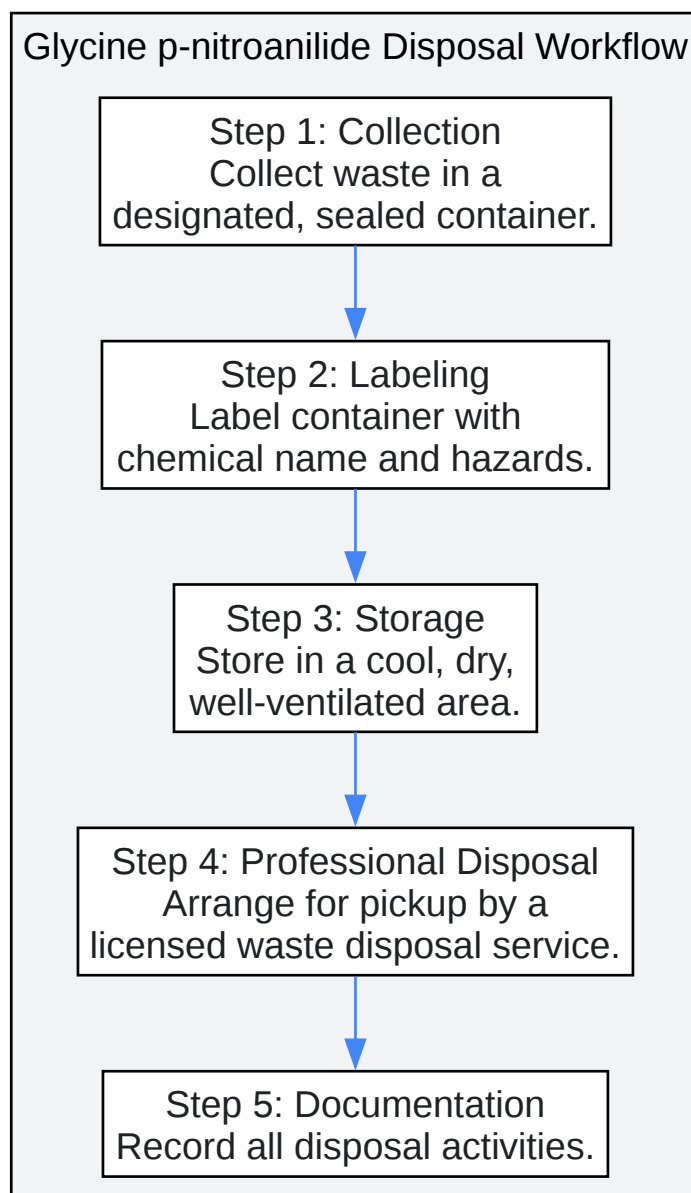 Glycine p-nitroanilide Disposal Workflow
Step 1: Collection
Collect waste in a
designated, sealed container.
Step 2: Labeling
Label container with
chemical name and hazards.
Step 3: Storage
Store in a cool, dry,
well-ventilated area.
Step 4: Professional Disposal
Arrange for pickup by a
licensed waste disposal service.
Step 5: Documentation
Record all disposal activities.